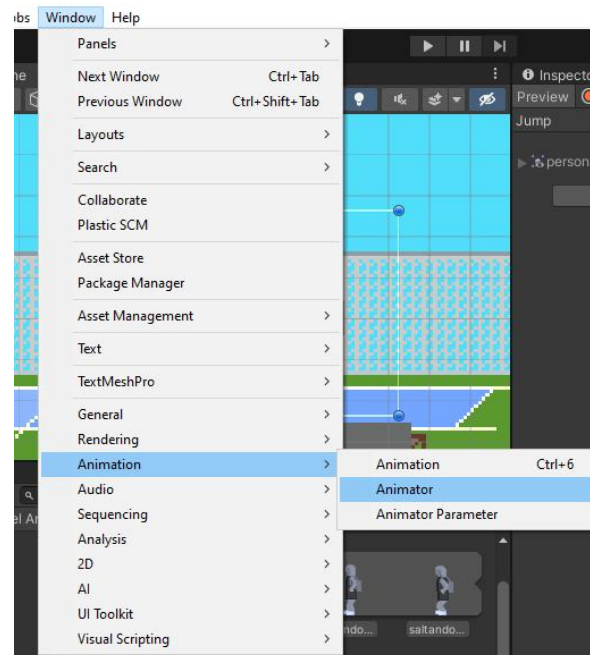 Window Help
Panels
Next Window Ctrl+Tab
Previous Window Ctrl+Shift+Tab
Layouts
Search
Collaborate
Plastic SCM
Asset Store
Package Manager
Asset Management
Text
TextMeshPro
General
Rendering
Animation
Audio
Sequencing
Analysis
2D
AI
UI Toolkit
Visual Scripting
Animation Ctrl+6
Animator
Animator Parameter
Inspecto
Preview
Jump
person
saltando...